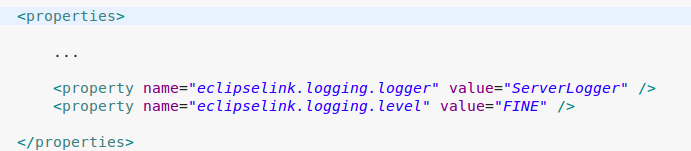 <properties>
...
<property name="eclipselink.logging.logger" value="ServerLogger" />
<property name="eclipselink.logging.level" value="FINE" />
</properties>